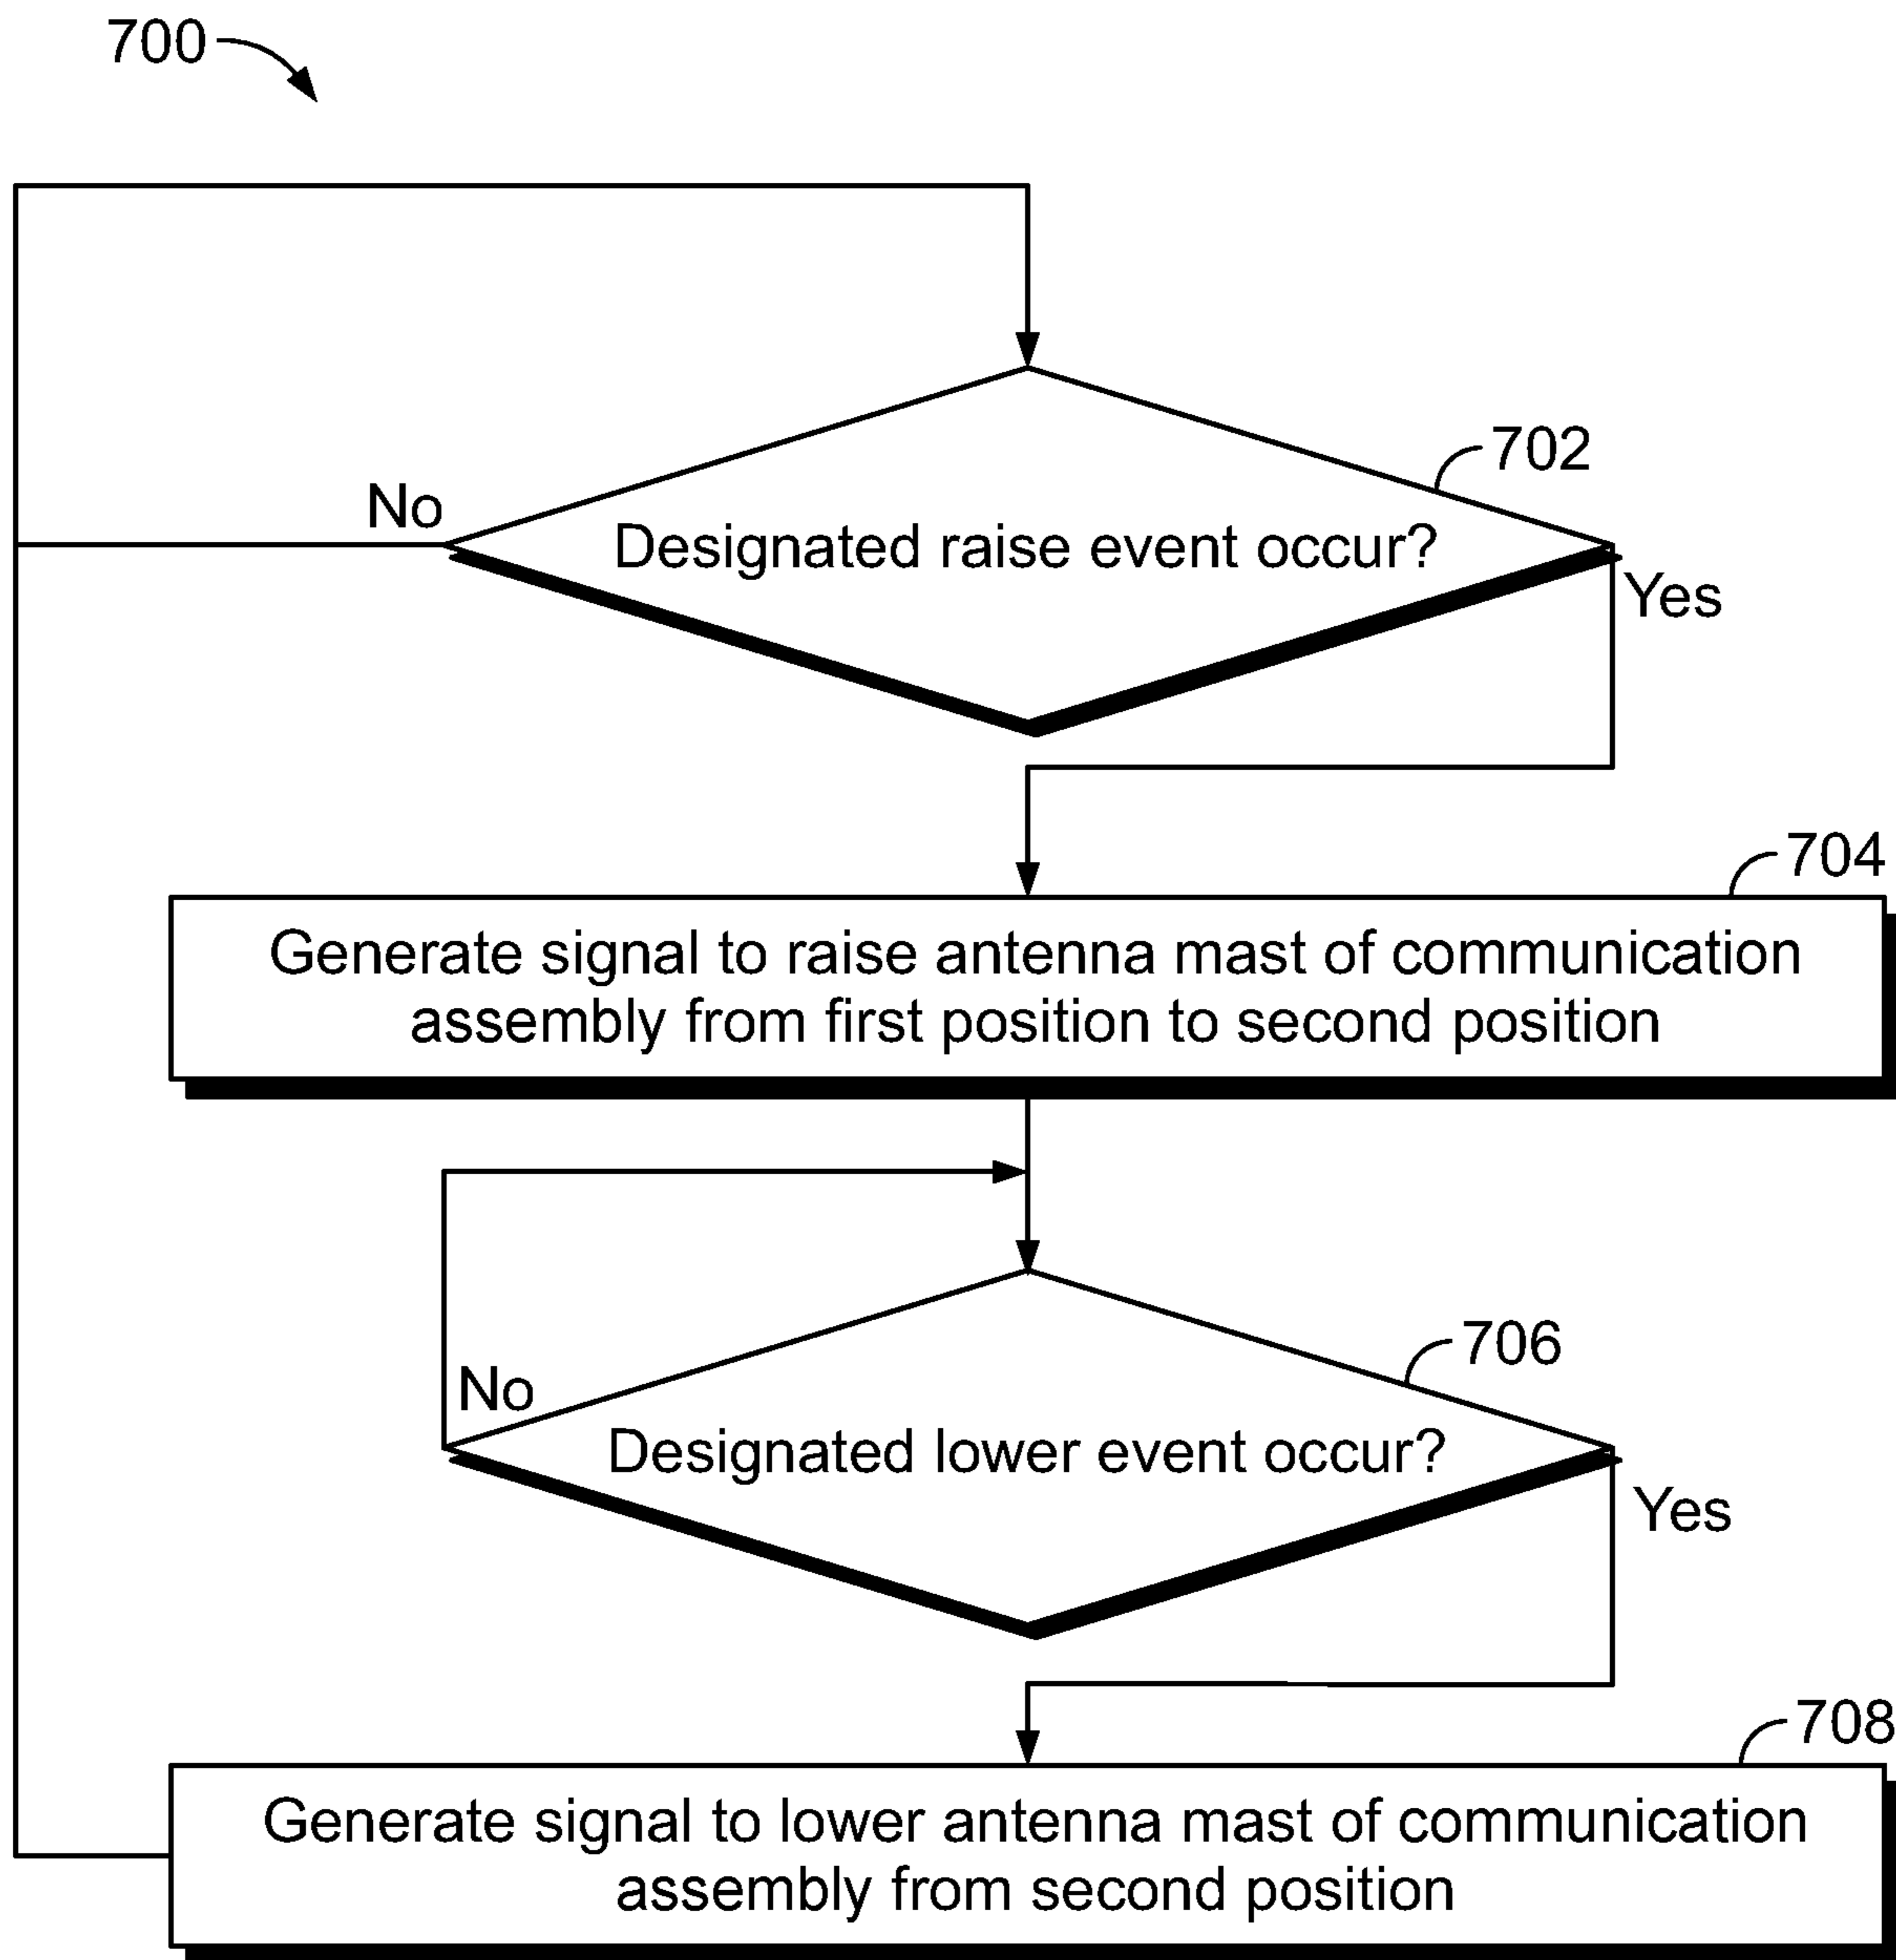 700
702
No
Designated raise event occur?
Yes
704
Generate signal to raise antenna mast of communication
assembly from first position to second position
706
No
Designated lower event occur?
Yes
708
Generate signal to lower antenna mast of communication
assembly from second position